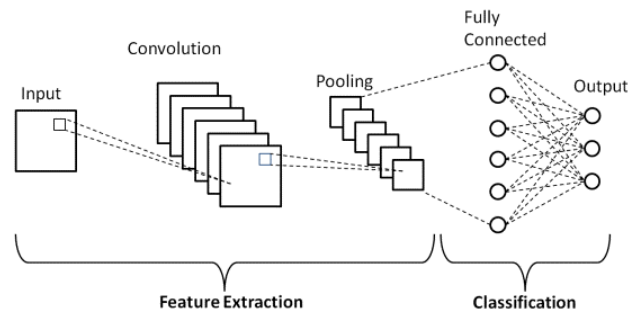 Fully
Connected
Convolution
Pooling
Output
Input
Feature Extraction
Classification